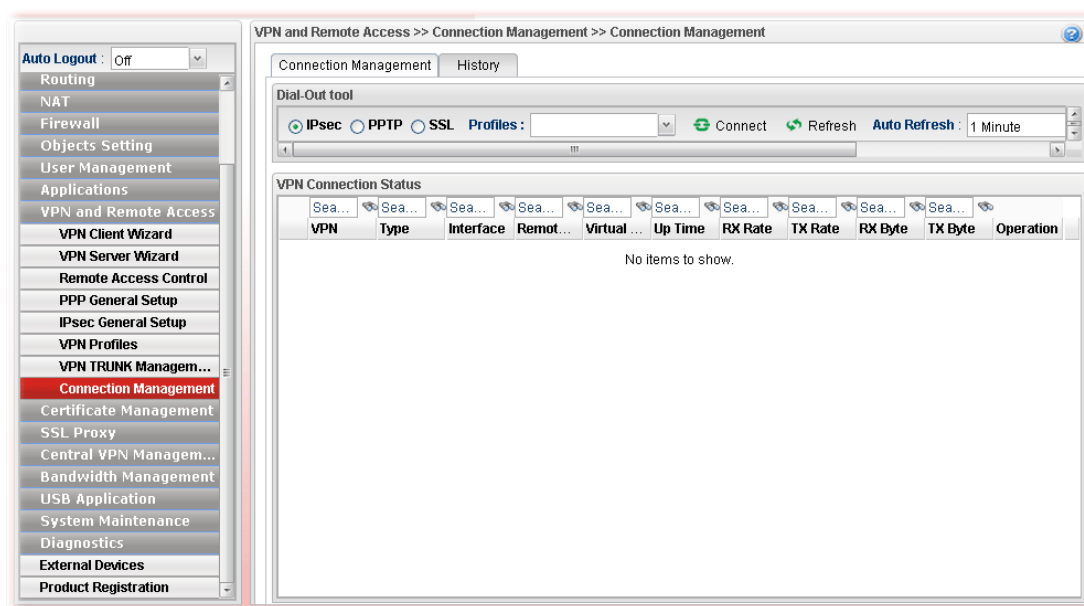 VPN and Remote Access >> Connection Management >> Connection Management
Auto Logout : Off
Routing
NAT
Firewall
Objects Setting
User Management
Applications
VPN and Remote Access
VPN Client Wizard
VPN Server Wizard
Remote Access Control
PPP General Setup
IPsec General Setup
VPN Profiles
VPN TRUNK Managem...
Connection Management
Certificate Management
SSL Proxy
Central VPN Managem...
Bandwidth Management
USB Application
System Maintenance
Diagnostics
External Devices
Product Registration
Connection Management History
Dial-Out tool
IPsec PPTP SSL Profiles : Connect Refresh Auto Refresh : 1 Minute
VPN Connection Status
Sea... Sea... Sea... Sea... Sea... Sea... Sea... Sea... Sea... Sea...
VPN Type Interface Remot... Virtual ... Up Time RX Rate TX Rate RX Byte TX Byte Operation
No items to show.